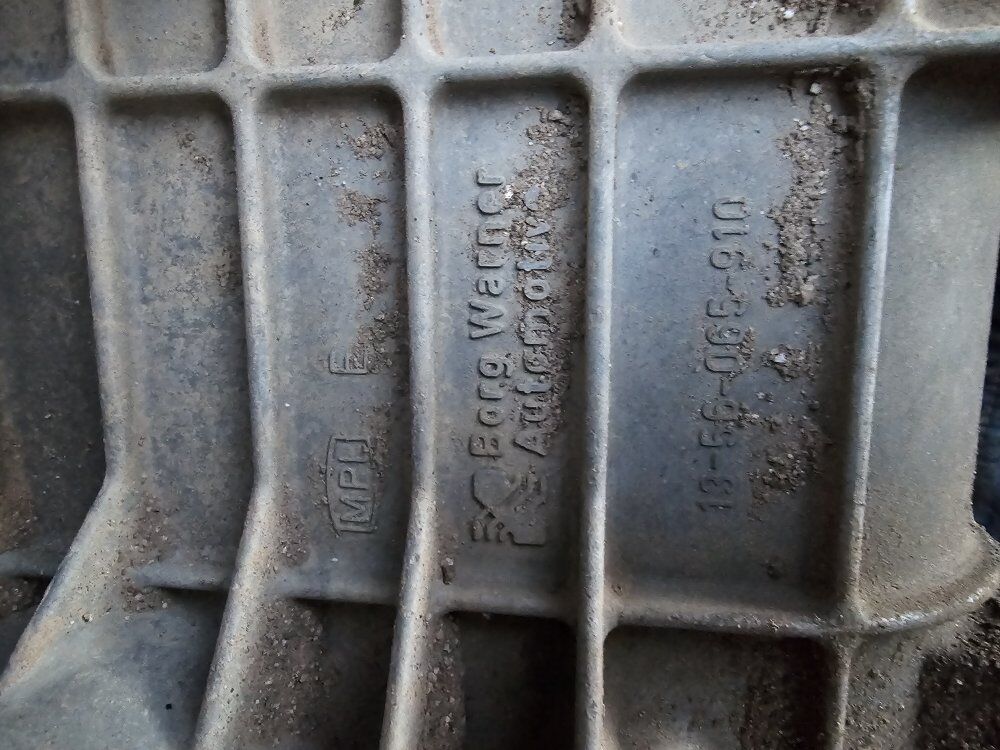 MPI E
Borg Warner
Automotive
13-56-065-910